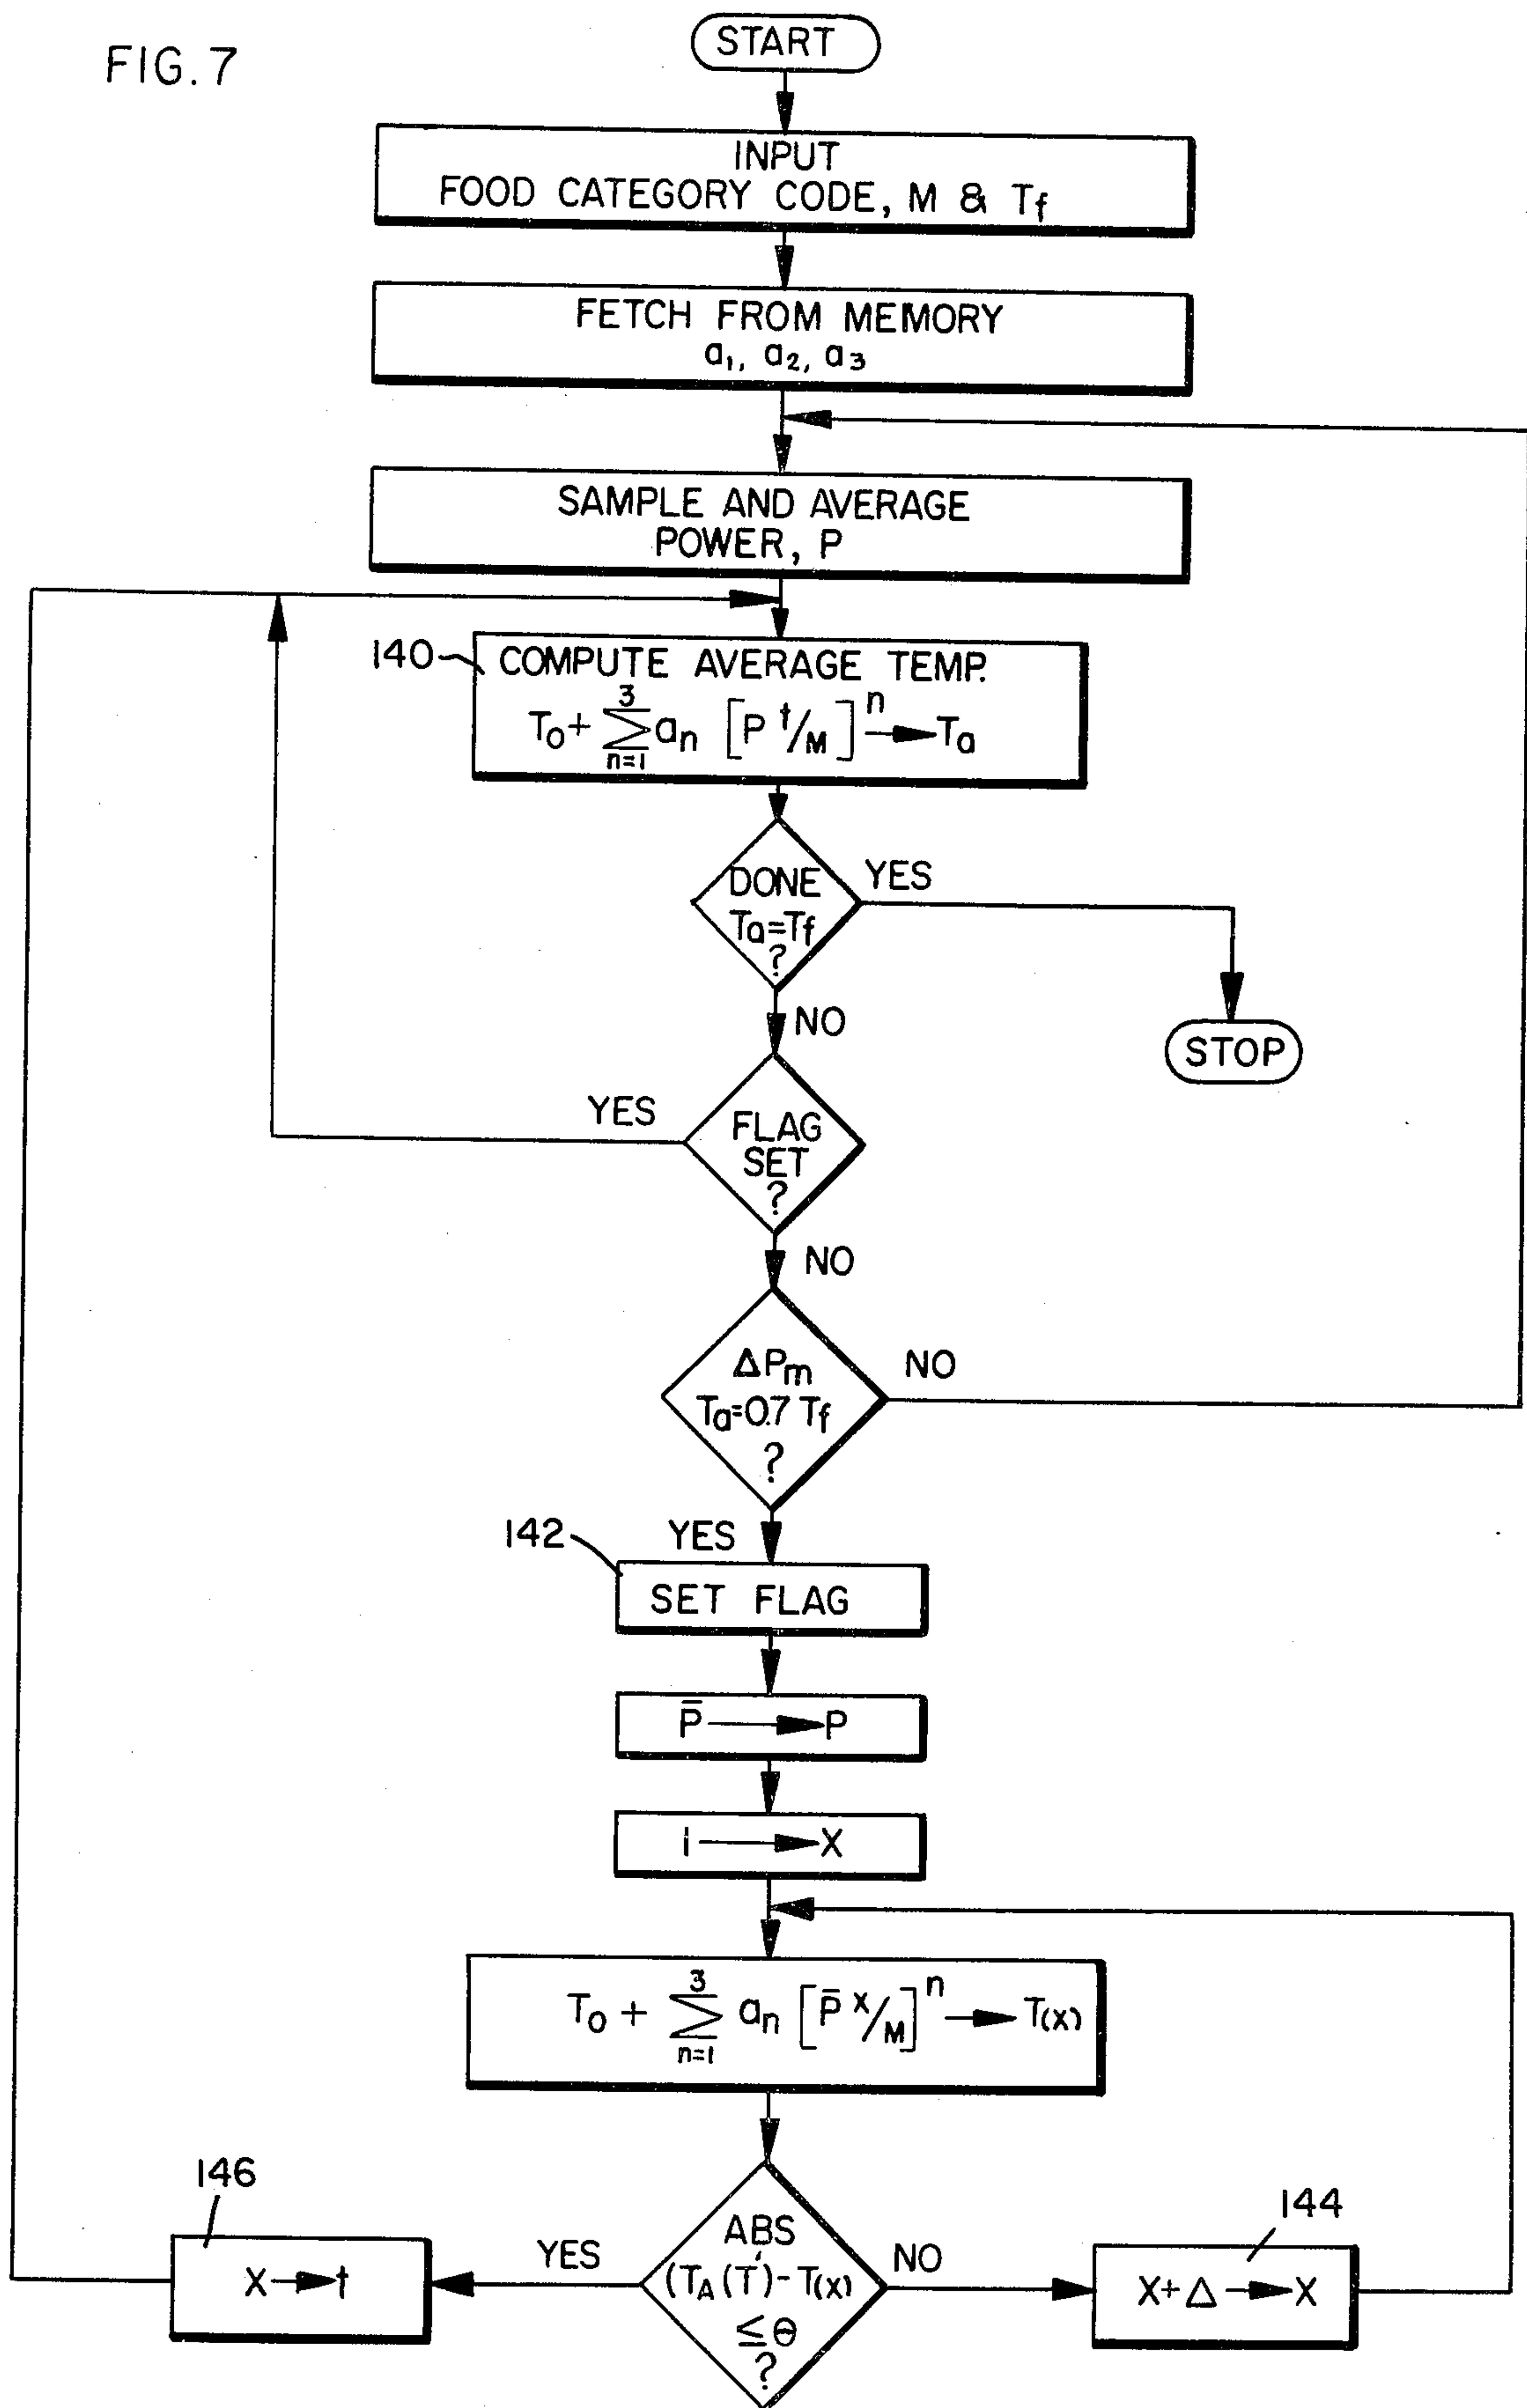 FIG. 7
START
INPUT
FOOD CATEGORY CODE, M & Tf
FETCH FROM MEMORY
a₁, a₂, a₃
SAMPLE AND AVERAGE
POWER, P
140
COMPUTE AVERAGE TEMP.
T₀ + ∑ₙ₌₁³ aₙ [P t/M]ⁿ → Ta
DONE
Ta=Tf
?
YES
STOP
NO
FLAG
SET
?
YES
NO
ΔPm
Ta=0.7 Tf
?
NO
YES
142
SET FLAG
P̄ → P
i → X
T₀ + ∑ₙ₌₁³ aₙ [P̄ x/M]ⁿ → T(x)
ABS
(TA(T')-T(x)
≤Θ
?
YES
146
X → t
NO
144
X+Δ → X